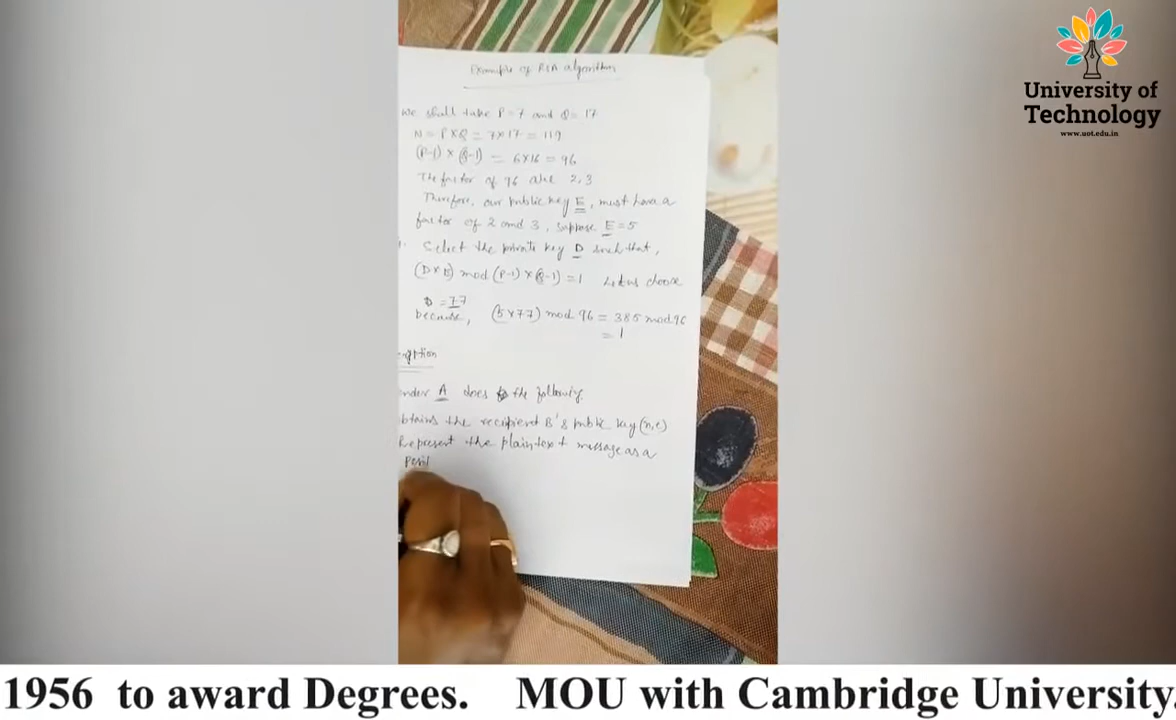 Example of RSA algorithm
We shall take P=7 and Q=17
N = P×Q = 7×17 = 119
(P-1) × (Q-1) = 6×16 = 96
The factor of 96 are 2,3
Therefore, our public key E, must have a
factor of 2 and 3, suppose E=5
Select the private key D such that,
(D×E) mod (P-1) × (Q-1) = 1 Let us choose
D = 77
because, (5×77) mod 96 = 385 mod 96
= 1
ption
nder A does the following
btains the recipient B's public key (n,e)
Represent the plaintext message as a
University of
Technology
www.uot.edu.in
1956 to award Degrees. MOU with Cambridge University